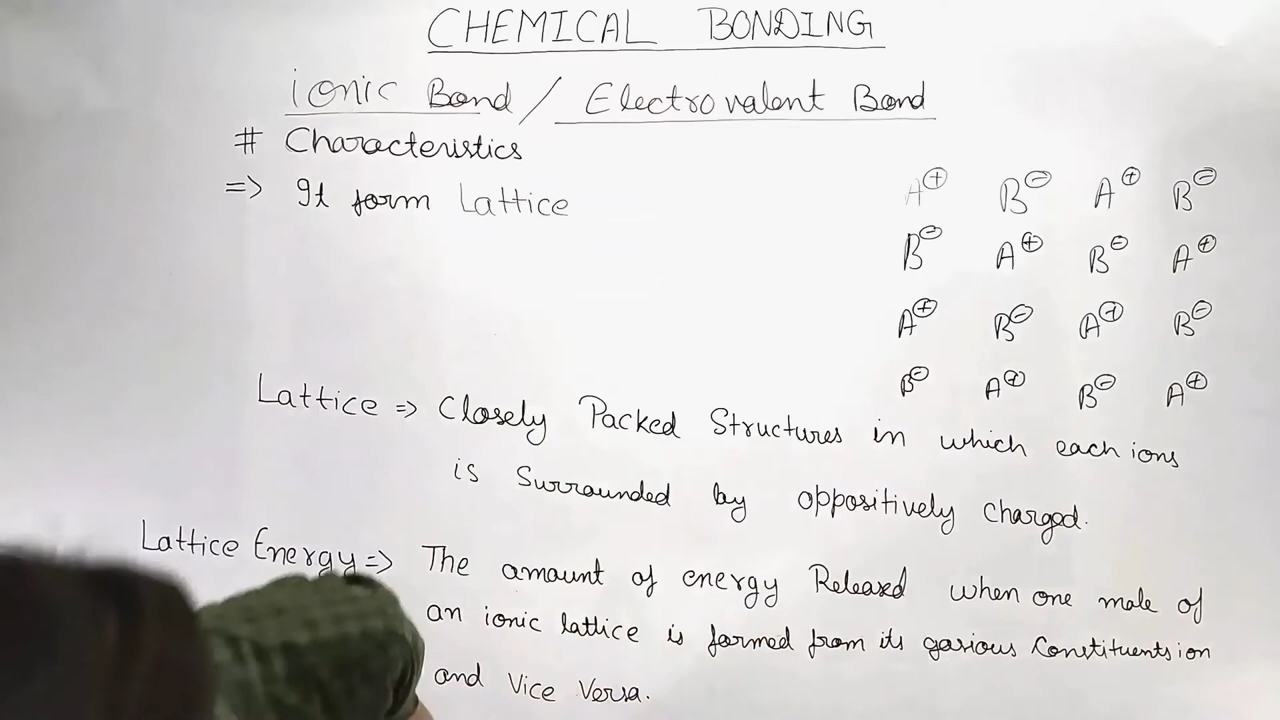 CHEMICAL BONDING
ionic Bond / Electrovalent Bond
# Characteristics
=> It form Lattice
A⊕ B⊖ A⊕ B⊖
B⊖ A⊕ B⊖ A⊕
A⊕ B⊖ A⊕ B⊖
B⊖ A⊕ B⊖ A⊕
Lattice => Closely Packed Structures in which each ions
is Surrounded by oppositively charged.
Lattice Energy => The amount of energy Released when one mole of
an ionic lattice is formed from its gasious Constituents ion
and Vice Versa.